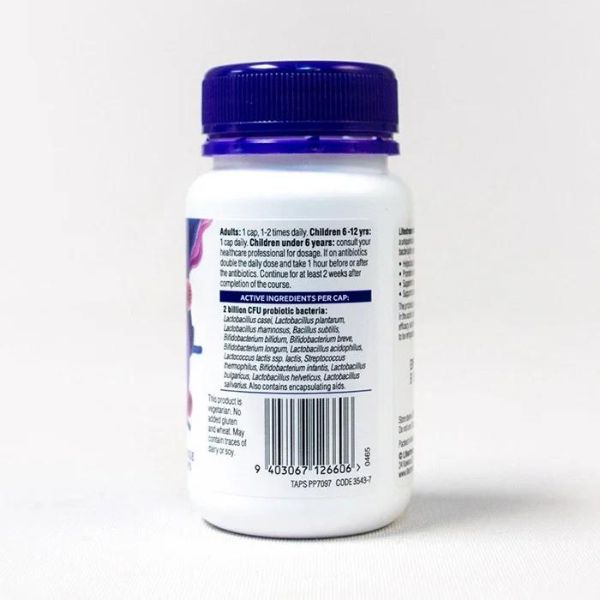 Adults: 1 cap, 1-2 times daily. Children 6-12 yrs:
1 cap daily. Children under 6 years: consult your
healthcare professional for dosage. If on antibiotics
double the daily dose and take 1 hour before or after
the antibiotics. Continue for at least 2 weeks after
completion of the course.
ACTIVE INGREDIENTS PER CAP:
2 billion CFU probiotic bacteria:
Lactobacillus casei, Lactobacillus plantarum,
Lactobacillus rhamnosus, Bacillus subtilis,
Bifidobacterium bifidum, Bifidobacterium breve,
Bifidobacterium longum, Lactobacillus acidophilus,
Lactococcus lactis ssp. lactis, Streptococcus
thermophilus, Bifidobacterium infantis, Lactobacillus
bulgaricus, Lactobacillus helveticus, Lactobacillus
salivarius. Also contains encapsulating aids.
This product is
vegetarian. No
added gluten
and wheat. May
contain traces of
dairy or soy.
9 403067 126606 >
0465
TAPS PP7097 CODE 3543-7